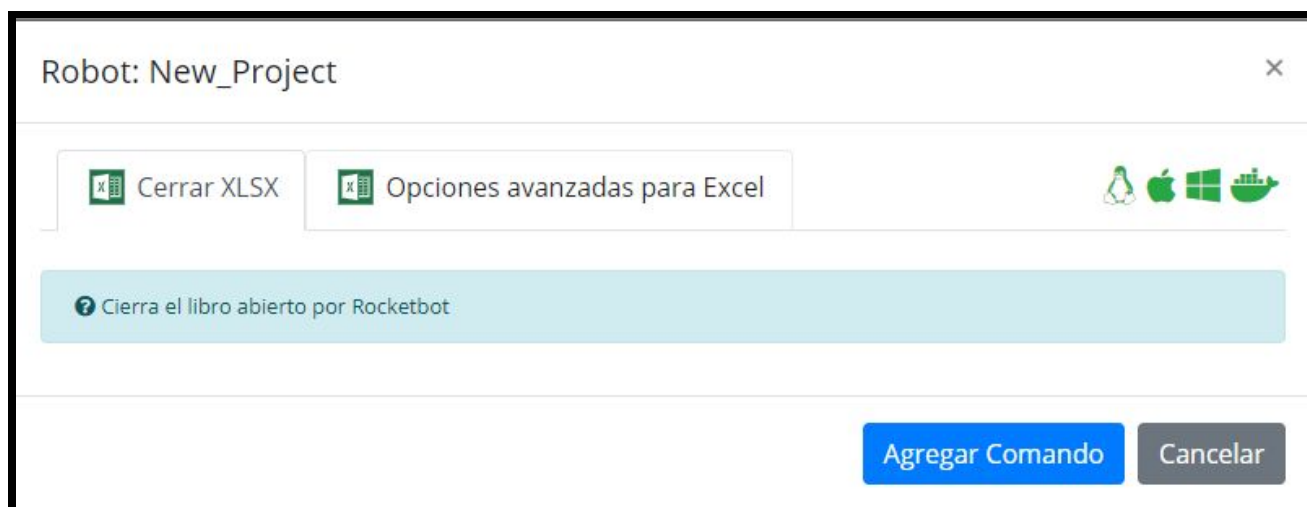 Robot: New_Project ×
Cerrar XLSX Opciones avanzadas para Excel
Cierra el libro abierto por Rocketbot
Agregar Comando Cancelar